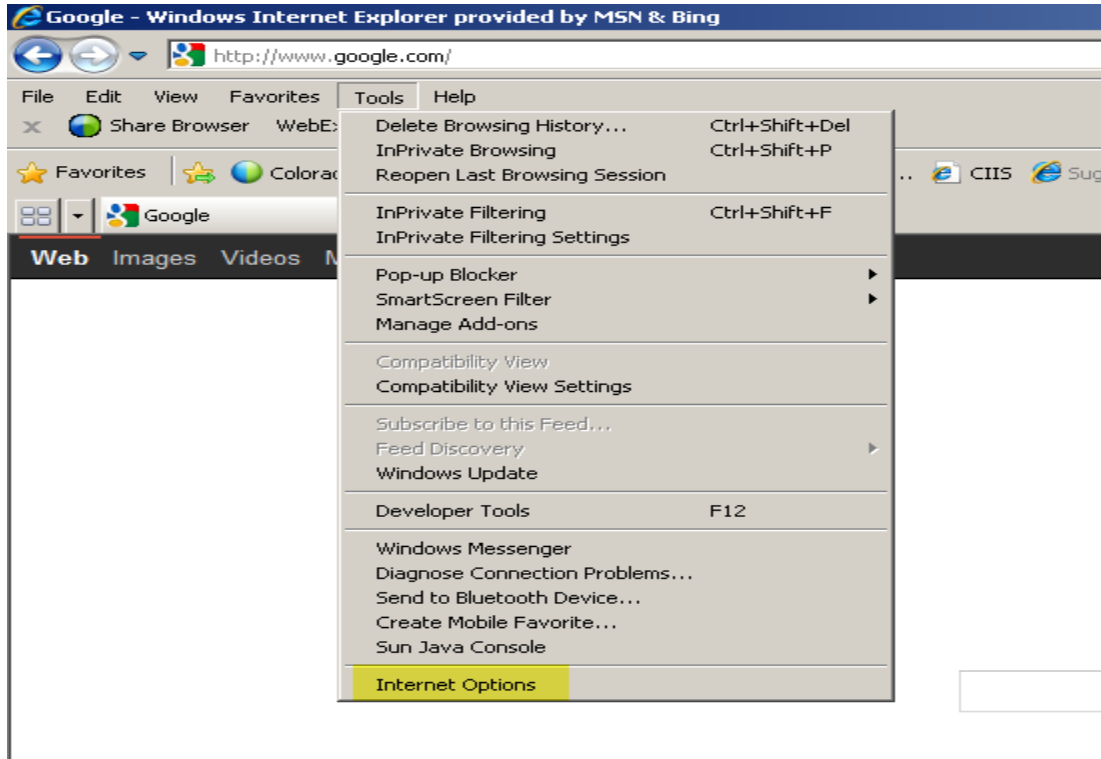 Google - Windows Internet Explorer provided by MSN & Bing
http://www.google.com/
File Edit View Favorites Tools Help
x Share Browser WebEx
Favorites Colorad .. CIIS Sug
Google
Web Images Videos M
Delete Browsing History... Ctrl+Shift+Del
InPrivate Browsing Ctrl+Shift+P
Reopen Last Browsing Session
InPrivate Filtering Ctrl+Shift+F
InPrivate Filtering Settings
Pop-up Blocker
SmartScreen Filter
Manage Add-ons
Compatibility View
Compatibility View Settings
Subscribe to this Feed...
Feed Discovery
Windows Update
Developer Tools F12
Windows Messenger
Diagnose Connection Problems...
Send to Bluetooth Device...
Create Mobile Favorite...
Sun Java Console
Internet Options